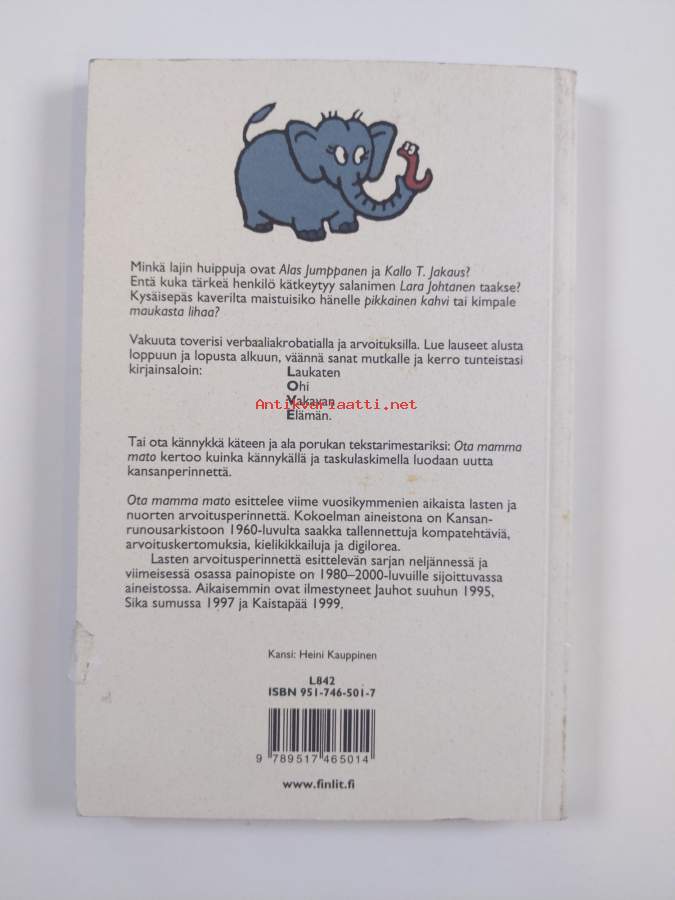 Minkä lajin huippuja ovat Alas Jumppanen ja Kallo T. Jakaus?
Entä kuka tärkeä henkilö kätkeytyy salanimen Lara Johtanen taakse?
Kysäisepäs kaverilta maistuisiko hänelle pikkainen kahvi tai kimpale
maukasta lihaa?
Vakuuta toverisi verbaaliakrobatialla ja arvoituksilla. Lue lauseet alusta
loppuun ja lopusta alkuun, väännä sanat mutkalle ja kerro tunteistasi
kirjainsaloin: Laukaten
Ohi
Vakavan
Elämän.
Antikvariaatti.net
Tai ota kännykkä käteen ja ala porukan tekstarimestariksi: Ota mamma
mato kertoo kuinka kännykällä ja taskulaskimella luodaan uutta
kansanperinnettä.
Ota mamma mato esittelee viime vuosikymmenien aikaista lasten ja
nuorten arvoitusperinnettä. Kokoelman aineistona on Kansan-
runousarkistoon 1960-luvulta saakka tallennettuja kompatehtäviä,
arvoituskertomuksia, kielikikkailuja ja digilorea.
Lasten arvoitusperinnettä esittelevän sarjan neljännessä ja
viimeisessä osassa painopiste on 1980–2000-luvuille sijoittuvassa
aineistossa. Aikaisemmin ovat ilmestyneet Jauhot suuhun 1995,
Sika sumussa 1997 ja Kaistapää 1999.
Kansi: Heini Kauppinen
L842
ISBN 951-746-501-7
9 789517 465014
www.finlit.fi